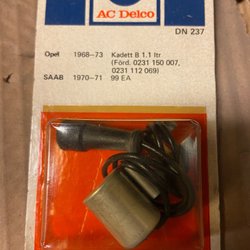 AC Delco
DN 237
Opel 1968–73 Kadett B 1.1 ltr
(Förd. 0231 150 007,
0231 112 069)
SAAB 1970–71 99 EA